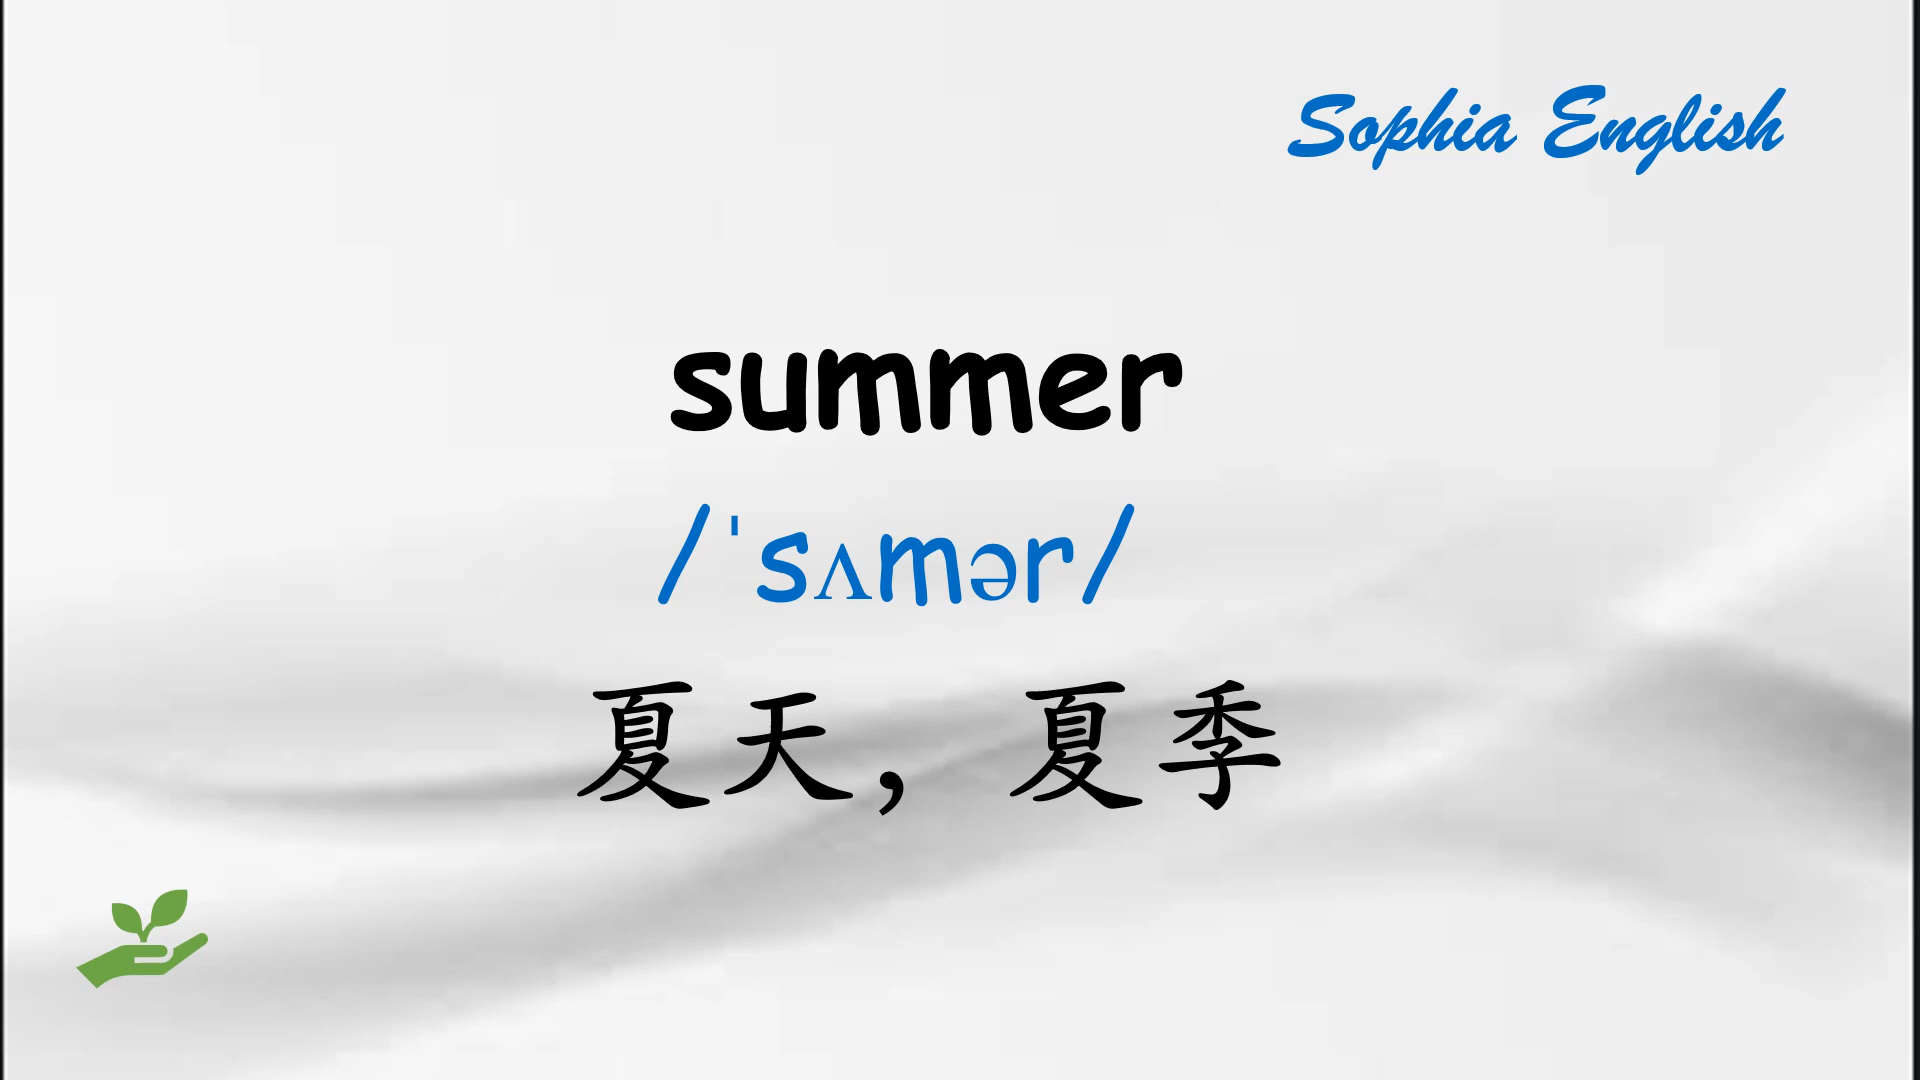 Sophia English
summer
/ˈsʌmər/
夏天，夏季